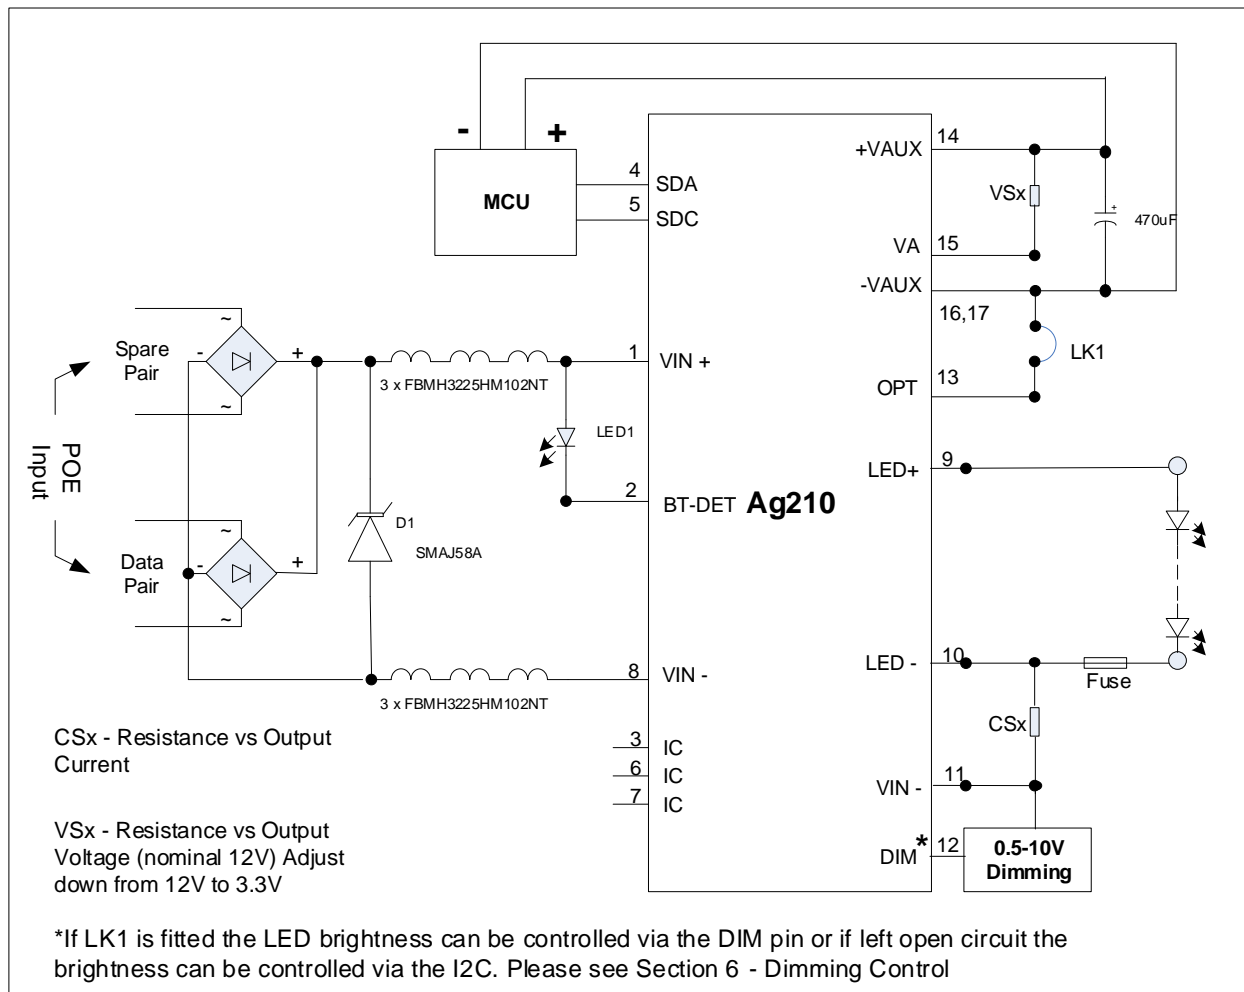 -
+
MCU
4
SDA
5
SDC
+VAUX
14
VSx
470uF
+
VA
15
-VAUX
16,17
LK1
OPT
13
~
Spare
Pair
-
+
~
3 x FBMH3225HM102NT
1
VIN +
LED1
2
BT-DET
Ag210
LED+
9
POE
Input
D1
SMAJ58A
~
Data
Pair
-
+
~
3 x FBMH3225HM102NT
8
VIN -
LED -
10
Fuse
CSx
3
IC
6
IC
7
IC
VIN -
11
DIM
*
12
0.5-10V
Dimming
CSx - Resistance vs Output
Current
VSx - Resistance vs Output
Voltage (nominal 12V) Adjust
down from 12V to 3.3V
*If LK1 is fitted the LED brightness can be controlled via the DIM pin or if left open circuit the
brightness can be controlled via the I2C. Please see Section 6 - Dimming Control